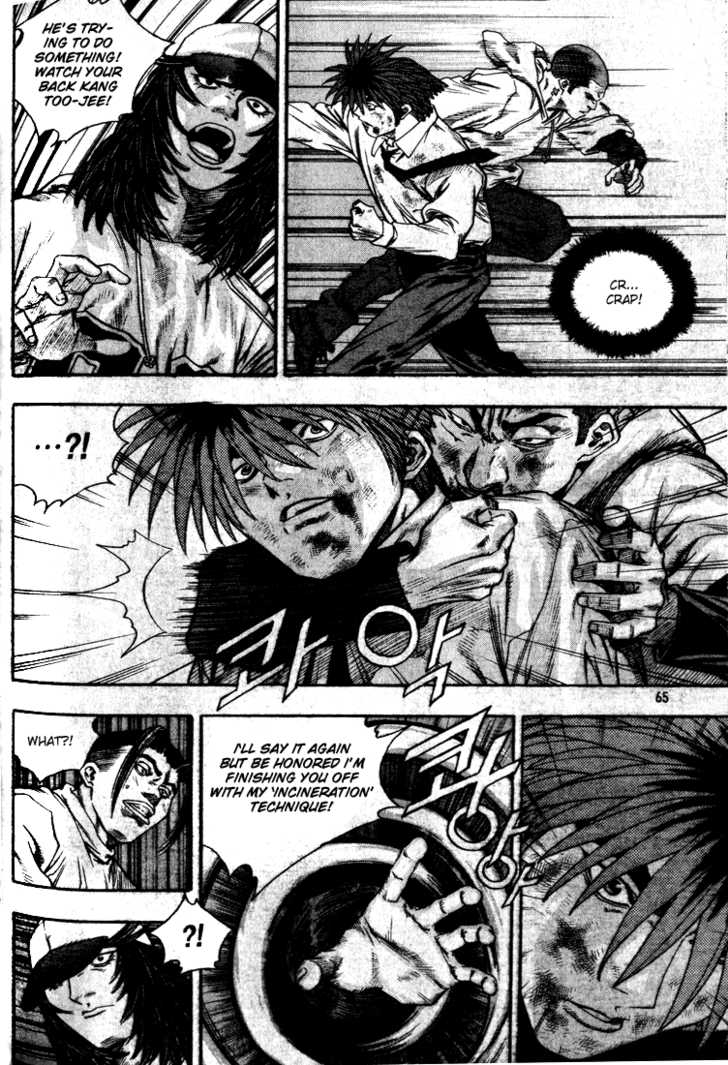 HE'S TRY-
ING TO DO
SOMETHING!
WATCH YOUR
BACK KANG
TOO-JEE!
CR...
CRAP!
...?!
콰악
65
WHAT?!
I'LL SAY IT AGAIN
BUT BE HONORED I'M
FINISHING YOU OFF
WITH MY 'INCINERATION'
TECHNIQUE!
?!